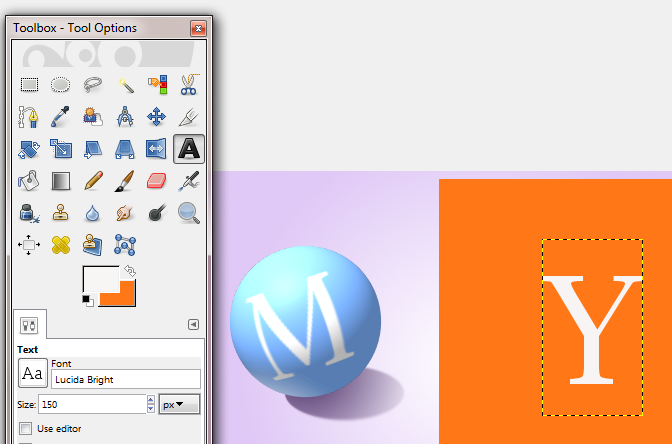 Toolbox - Tool Options
A
Text
Aa
Font
Lucida Bright
Size: 150 px
Use editor
M
Y